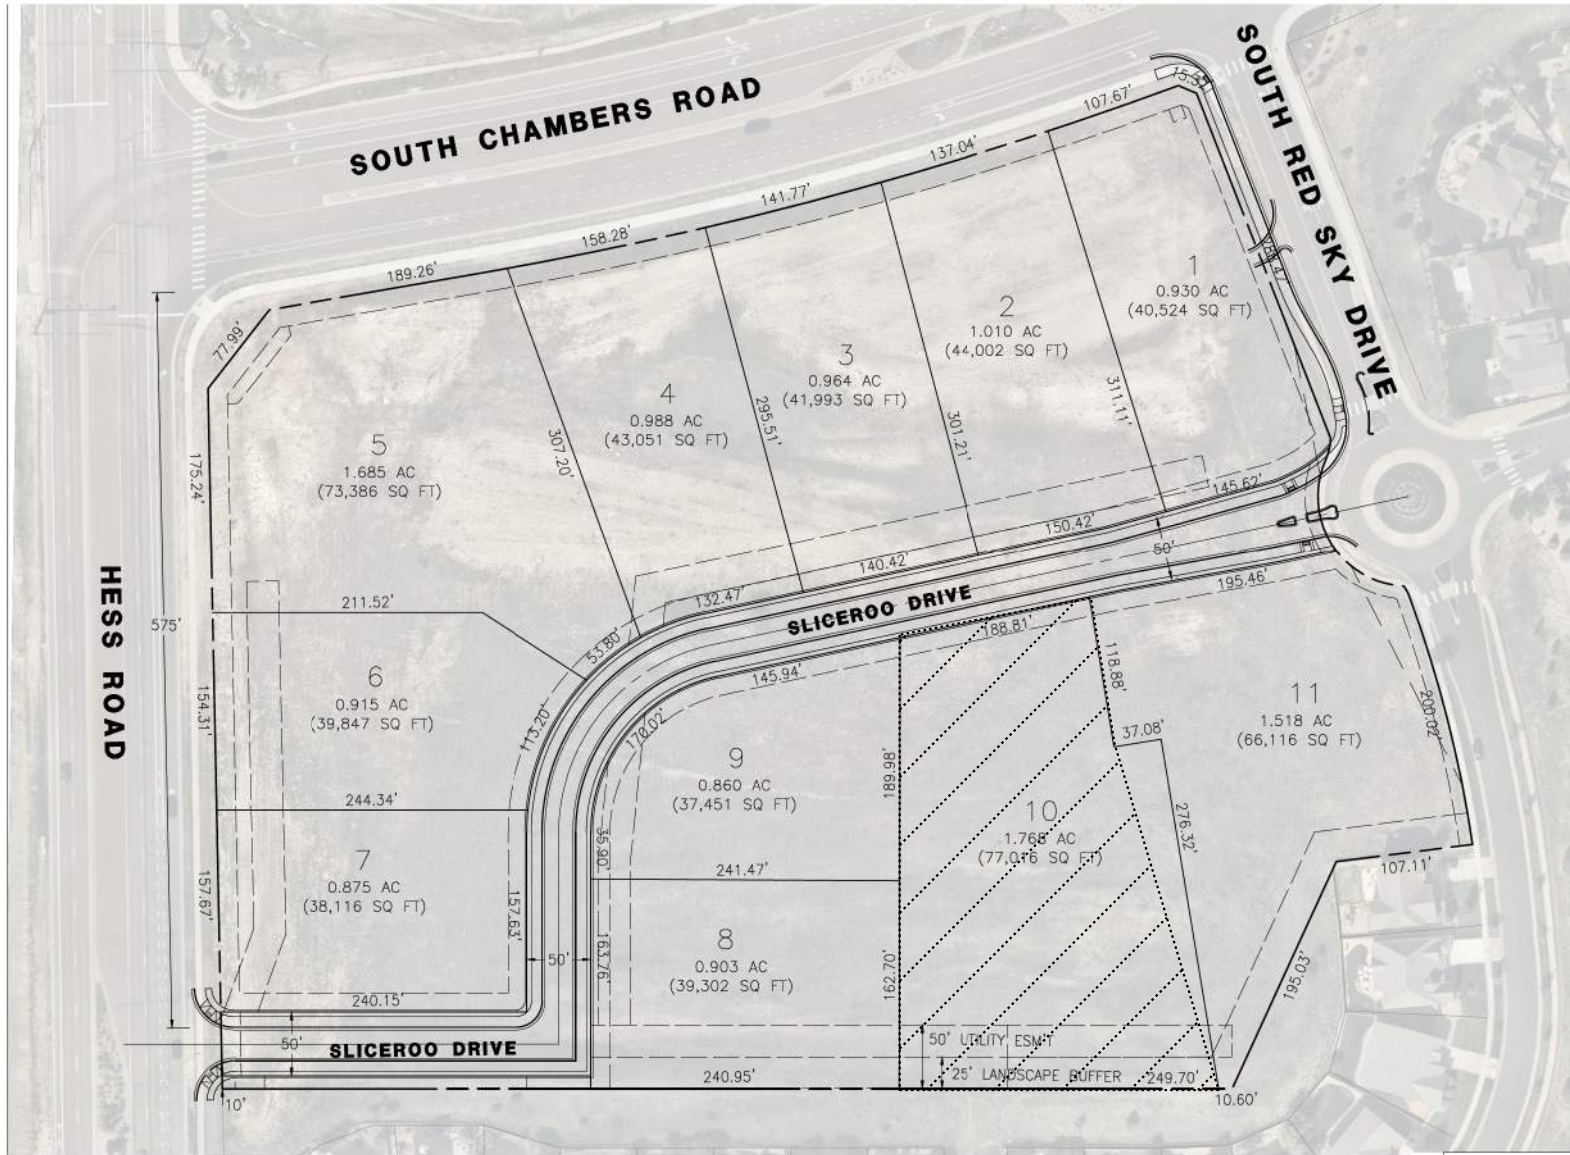 SOUTH CHAMBERS ROAD
SOUTH RED SKY DRIVE
HESS ROAD
15.57'
107.67'
137.04'
141.77'
158.28'
189.26'
77.99'
175.24'
575'
154.31'
157.67'
1
0.930 AC
(40,524 SQ FT)
2
1.010 AC
(44,002 SQ FT)
3
0.964 AC
(41,993 SQ FT)
4
0.988 AC
(43,051 SQ FT)
5
1.685 AC
(73,386 SQ FT)
307.20'
295.51'
301.21'
311.11'
145.62'
150.42'
140.42'
132.47'
53.80'
113.20'
211.52'
6
0.915 AC
(39,847 SQ FT)
244.34'
7
0.875 AC
(38,116 SQ FT)
157.63'
240.15'
50'
SLICEROO DRIVE
50'
195.46'
188.81'
145.94'
170.02'
35.90'
9
0.860 AC
(37,451 SQ FT)
189.98'
241.47'
8
0.903 AC
(39,302 SQ FT)
163.76'
162.70'
50'
10
(77,016 SQ FT)
118.88'
37.08'
276.32'
11
1.518 AC
(66,116 SQ FT)
200.02'
107.11'
195.03'
SLICEROO DRIVE
50' UTILITY ESM'T
25' LANDSCAPE BUFFER
249.70'
240.95'
10'
10.60'